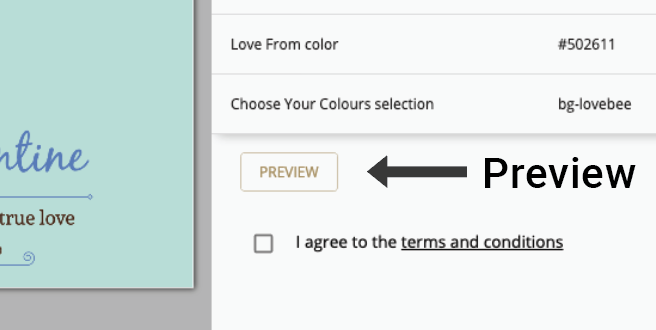 Love From color #502611
Choose Your Colours selection bg-lovebee
ntine
true love
PREVIEW
Preview
I agree to the terms and conditions